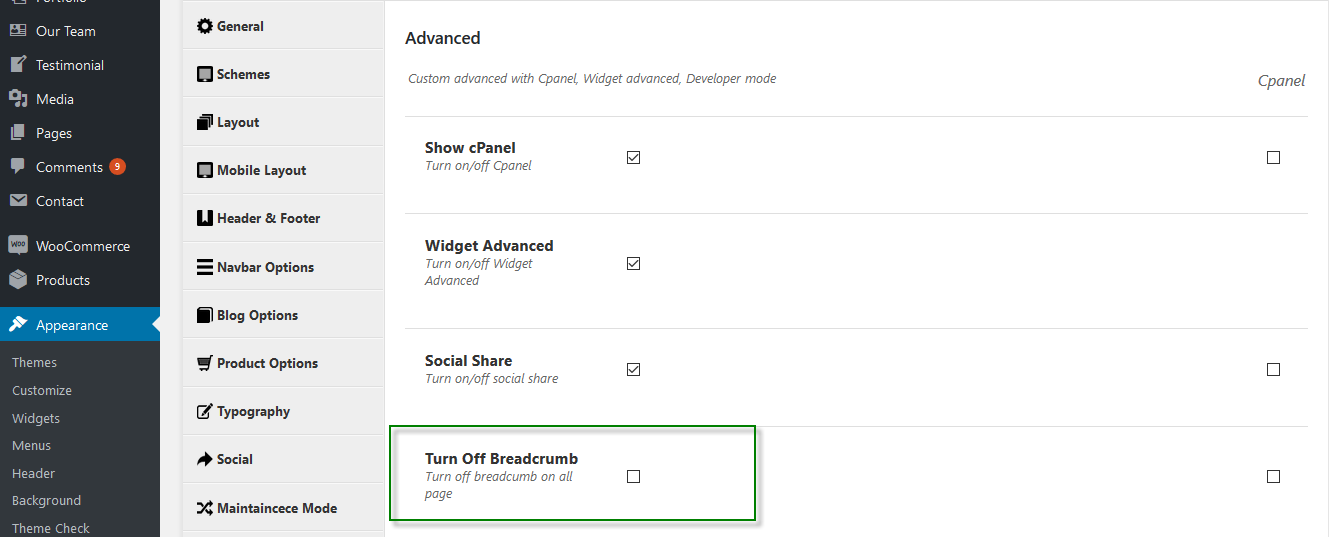 Our Team
Testimonial
Media
Pages
Comments 9
Contact
WOO WooCommerce
Products
Appearance
Themes
Customize
Widgets
Menus
Header
Background
Theme Check
General
Schemes
Layout
Mobile Layout
Header & Footer
Navbar Options
Blog Options
Product Options
Typography
Social
Maintaincece Mode
Advanced
Custom advanced with Cpanel, Widget advanced, Developer mode
Cpanel
Show cPanel
Turn on/off Cpanel
Widget Advanced
Turn on/off Widget
Advanced
Social Share
Turn on/off social share
Turn Off Breadcrumb
Turn off breadcumb on all
page